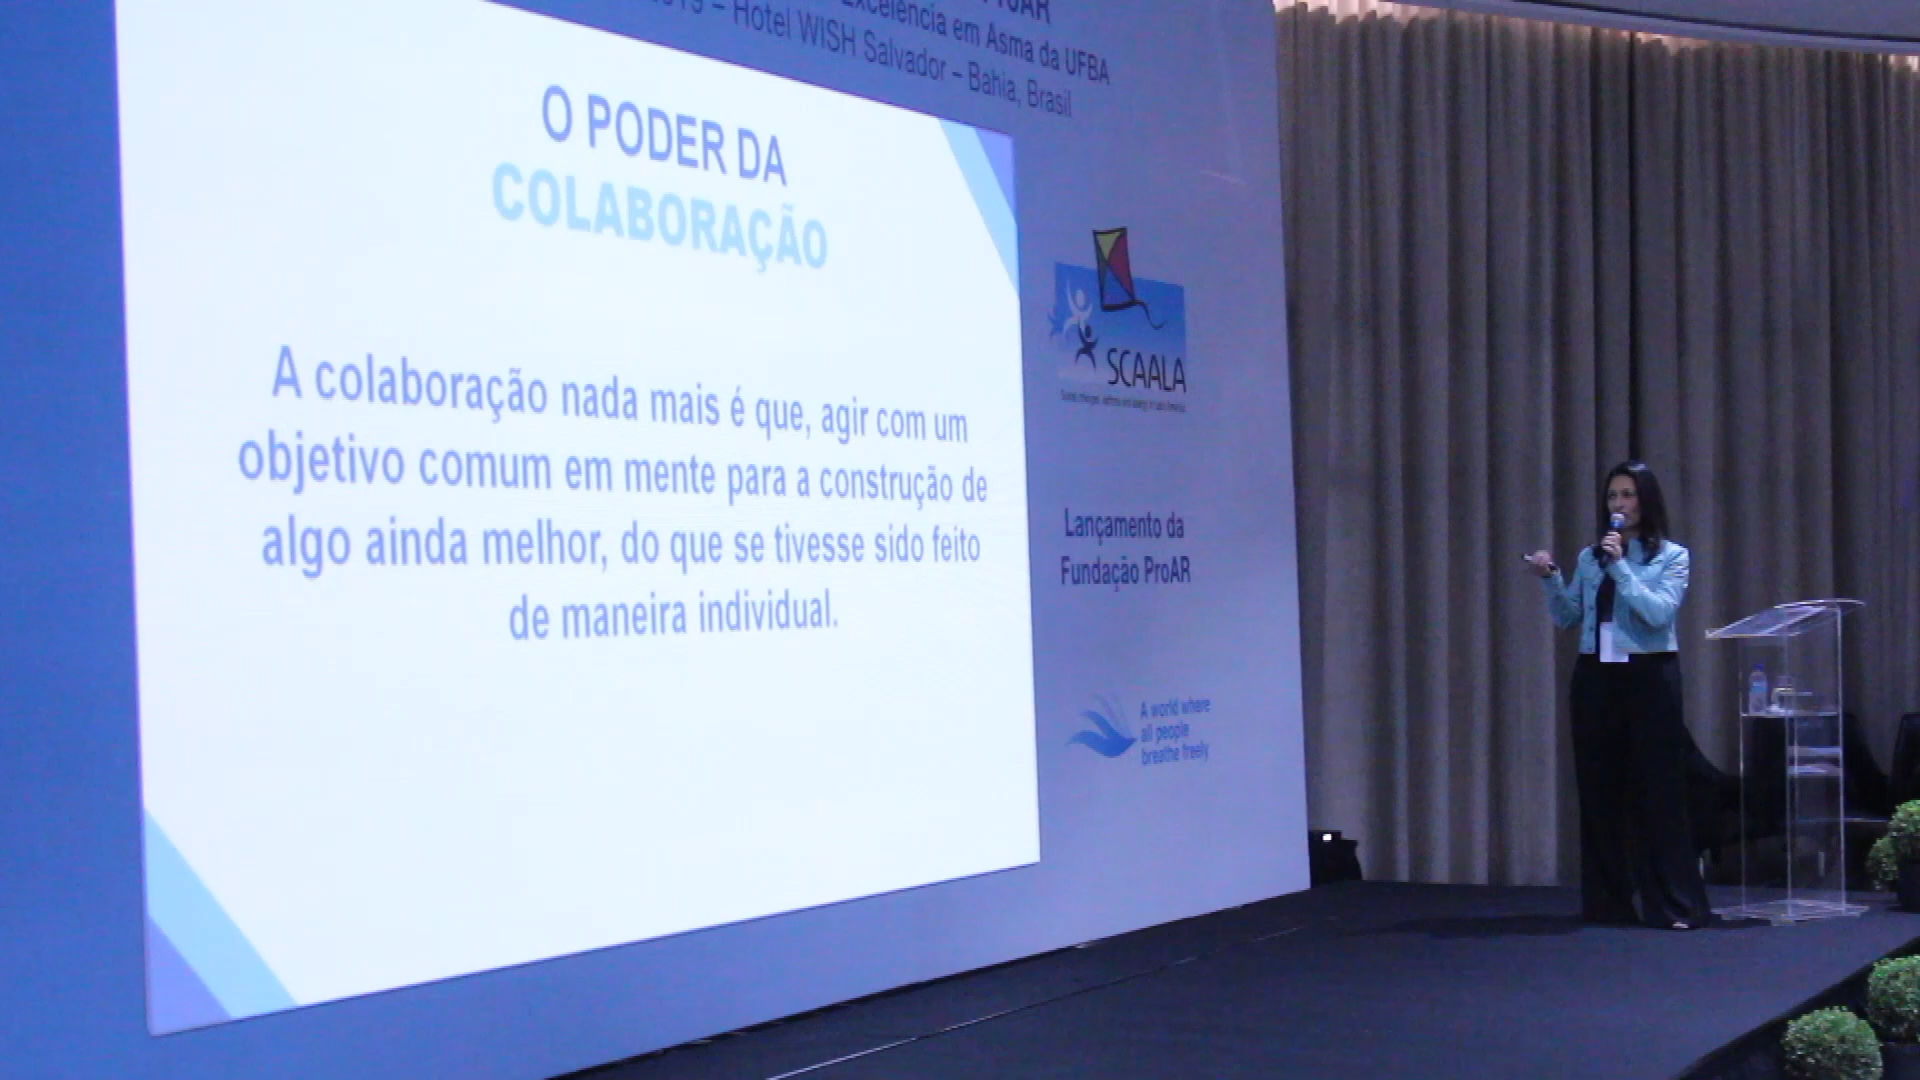 Excelência em Asma da UFBA
2019 – Hotel WISH Salvador – Bahia, Brasil
O PODER DA
COLABORAÇÃO
A colaboração nada mais é que, agir com um
objetivo comum em mente para a construção de
algo ainda melhor, do que se tivesse sido feito
de maneira individual.
SCAALA
Lançamento da
Fundação ProAR
A world where
all people
breathe freely